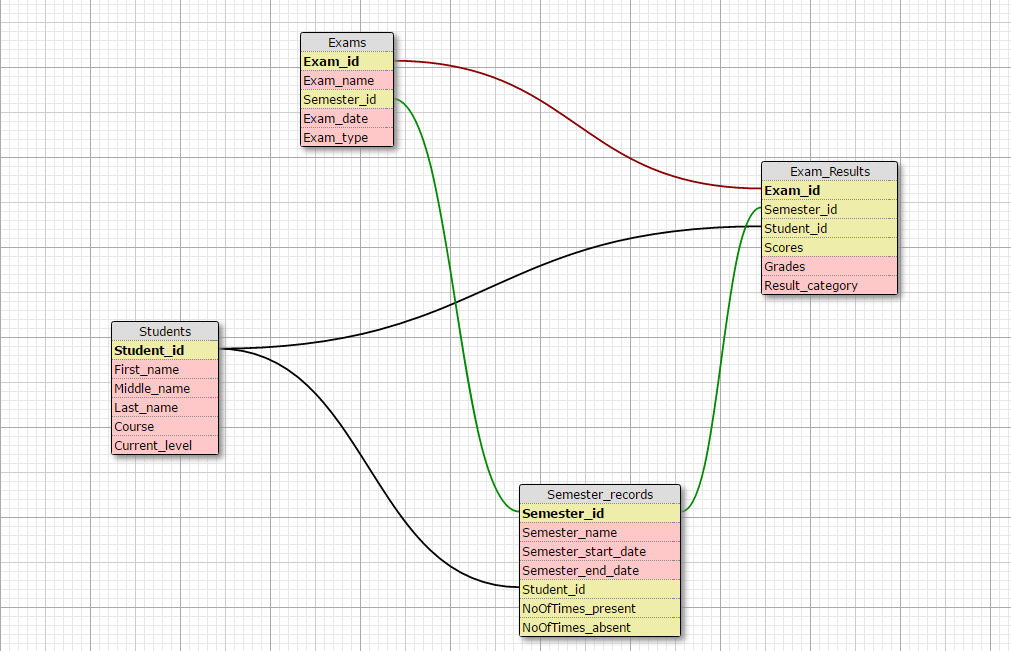 Exams
Exam_id
Exam_name
Semester_id
Exam_date
Exam_type
Exam_Results
Exam_id
Semester_id
Student_id
Scores
Grades
Result_category
Students
Student_id
First_name
Middle_name
Last_name
Course
Current_level
Semester_records
Semester_id
Semester_name
Semester_start_date
Semester_end_date
Student_id
NoOfTimes_present
NoOfTimes_absent